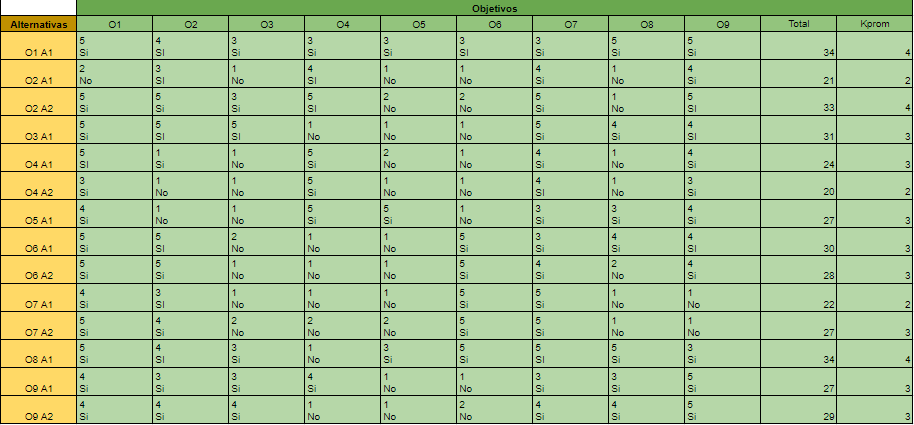 Objetivos
Alternativas O1 O2 O3 O4 O5 O6 O7 O8 O9 Total Kprom
5 4 3 3 3 3 3 5 5
O1 A1 Si SI Si Si Si SI Si Si Si 34 4
2 3 1 4 1 1 4 1 4
O2 A1 No SI No SI No No Si No Si 21 2
5 5 3 5 2 2 5 1 5
O2 A2 Si Si Si SI No No Si No SI 33 4
5 5 5 1 1 1 5 4 4
O3 A1 Si SI SI No No No Si Si SI 31 3
5 1 1 5 2 1 4 1 4
O4 A1 SI Si No Si No No Si No Si 24 3
3 1 1 5 1 1 4 1 3
O4 A2 Si No No Si No No SI No Si 20 2
4 1 1 5 5 1 3 3 4
O5 A1 Si No No Si Si No Si Si Si 27 3
5 5 2 1 1 5 3 4 4
O6 A1 Si SI No No No Si Si Si SI 30 3
5 5 1 1 1 5 4 2 4
O6 A2 Si Si No No No Si Si No Si 28 3
4 3 1 1 1 5 5 1 1
O7 A1 Si SI No No No Si Si No No 22 2
5 4 2 2 2 5 5 1 1
O7 A2 Si Si No No No Si Si No No 27 3
5 4 3 1 3 5 5 5 3
O8 A1 Si SI Si No Si Si SI Si Si 34 4
4 3 3 4 1 1 3 3 5
O9 A1 Si Si Si Si No No Si Si Si 27 3
4 4 4 1 1 2 4 4 5
O9 A2 Si Si Si No No No Si Si Si 29 3